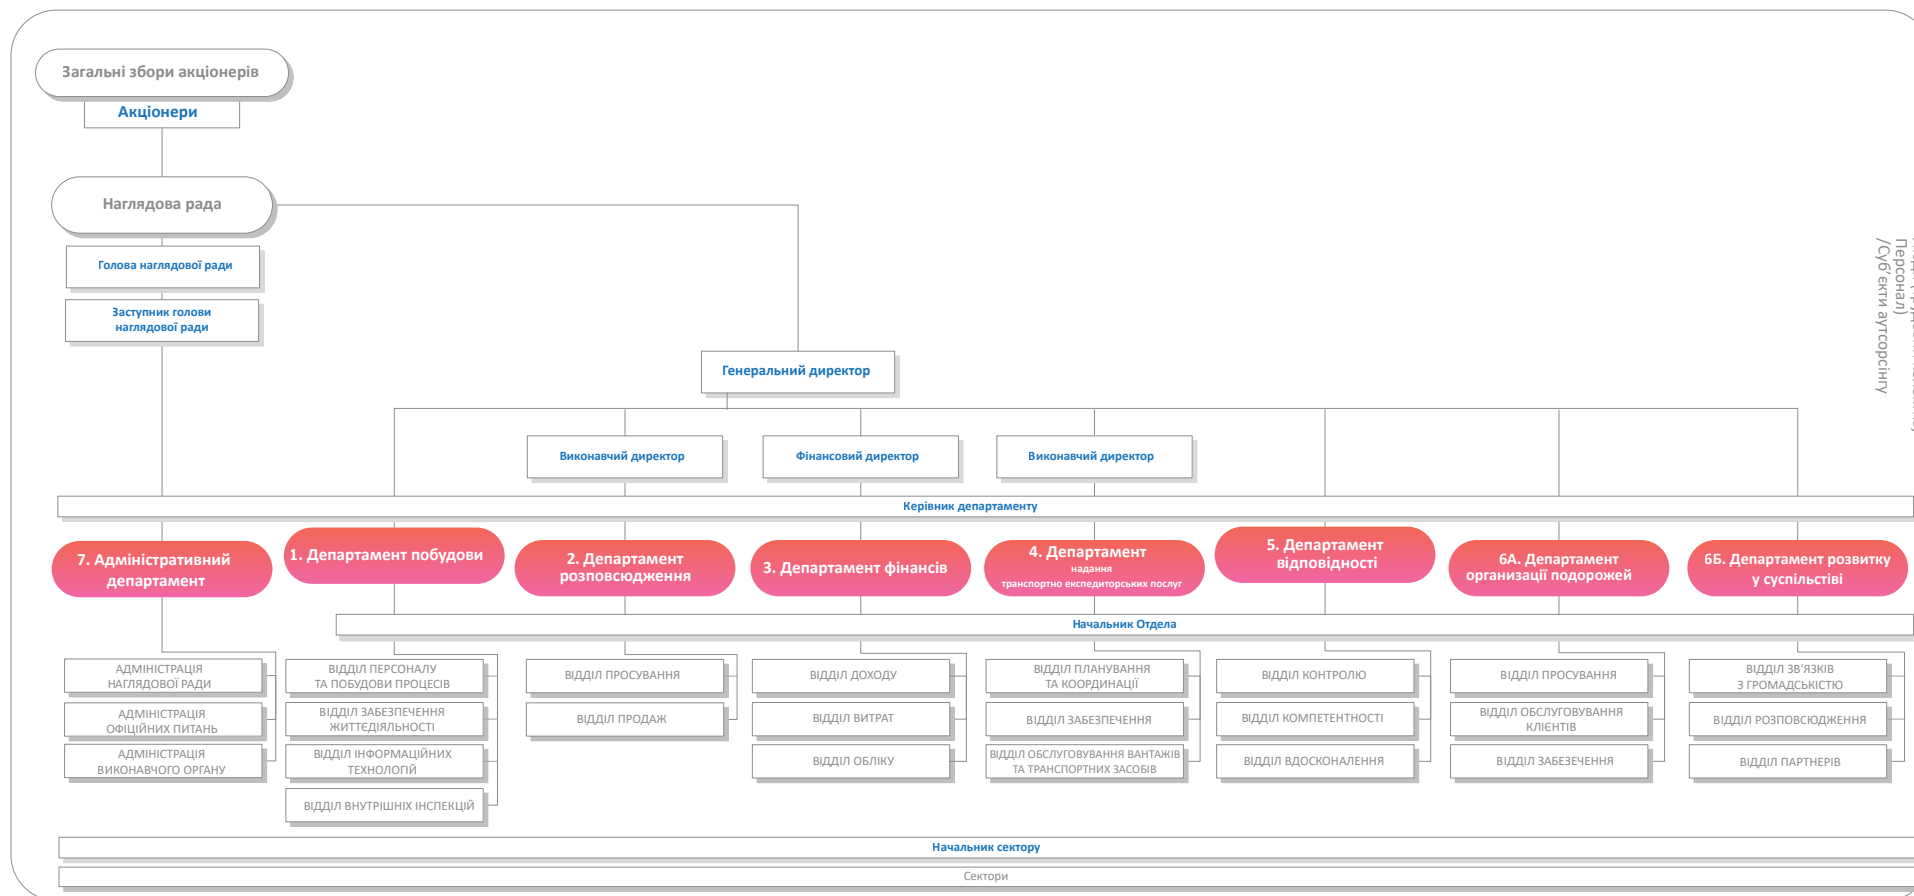 Загальні збори акціонерів
Акціонери
Наглядова рада
Голова наглядової ради
Заступник голови
наглядової ради
Персонал)
/Суб'єкти аутсорсінгу
Генеральний директор
Виконавчий директор
Фінансовий директор
Виконавчий директор
Керівник департаменту
7. Адміністративний
департамент
1. Департамент побудови
2. Департамент
розповсюдження
3. Департамент фінансів
4. Департамент
надання
транспортно експедиторських послуг
5. Департамент
відповідності
6А. Департамент
организації подорожей
6Б. Департамент розвитку
у суспільстіві
Начальник Отдела
АДМІНІСТРАЦІЯ
НАГЛЯДОВОЇ РАДИ
АДМІНІСТРАЦІЯ
ОФІЦІЙНИХ ПИТАНЬ
АДМІНІСТРАЦІЯ
ВИКОНАВЧОГО ОРГАНУ
ВІДДІЛ ПЕРСОНАЛУ
ТА ПОБУДОВИ ПРОЦЕСІВ
ВІДДІЛ ЗАБЕЗПЕЧЕННЯ
ЖИТТЄДІЯЛЬНОСТІ
ВІДДІЛ ІНФОРМАЦІЙНИХ
ТЕХНОЛОГІЙ
ВІДДІЛ ВНУТРІШНІХ ІНСПЕКЦІЙ
ВІДДІЛ ПРОСУВАННЯ
ВІДДІЛ ПРОДАЖ
ВІДДІЛ ДОХОДУ
ВІДДІЛ ВИТРАТ
ВІДДІЛ ОБЛІКУ
ВІДДІЛ ПЛАНУВАННЯ
ТА КООРДИНАЦІЇ
ВІДДІЛ ЗАБЕЗПЕЧЕННЯ
ВІДДІЛ ОБСЛУГОВУВАННЯ ВАНТАЖІВ
ТА ТРАНСПОРТНИХ ЗАСОБІВ
ВІДДІЛ КОНТРОЛЮ
ВІДДІЛ КОМПЕТЕНТНОСТІ
ВІДДІЛ ВДОСКОНАЛЕННЯ
ВІДДІЛ ПРОСУВАННЯ
ВІДДІЛ ОБСЛУГОВУВАННЯ
КЛІЄНТІВ
ВІДДІЛ ЗАБЕЗЕЧЕННЯ
ВІДДІЛ ЗВ'ЯЗКІВ
З ГРОМАДСЬКІСТЮ
ВІДДІЛ РОЗПОВСЮДЖЕННЯ
ВІДДІЛ ПАРТНЕРІВ
Начальник сектору
Сектори